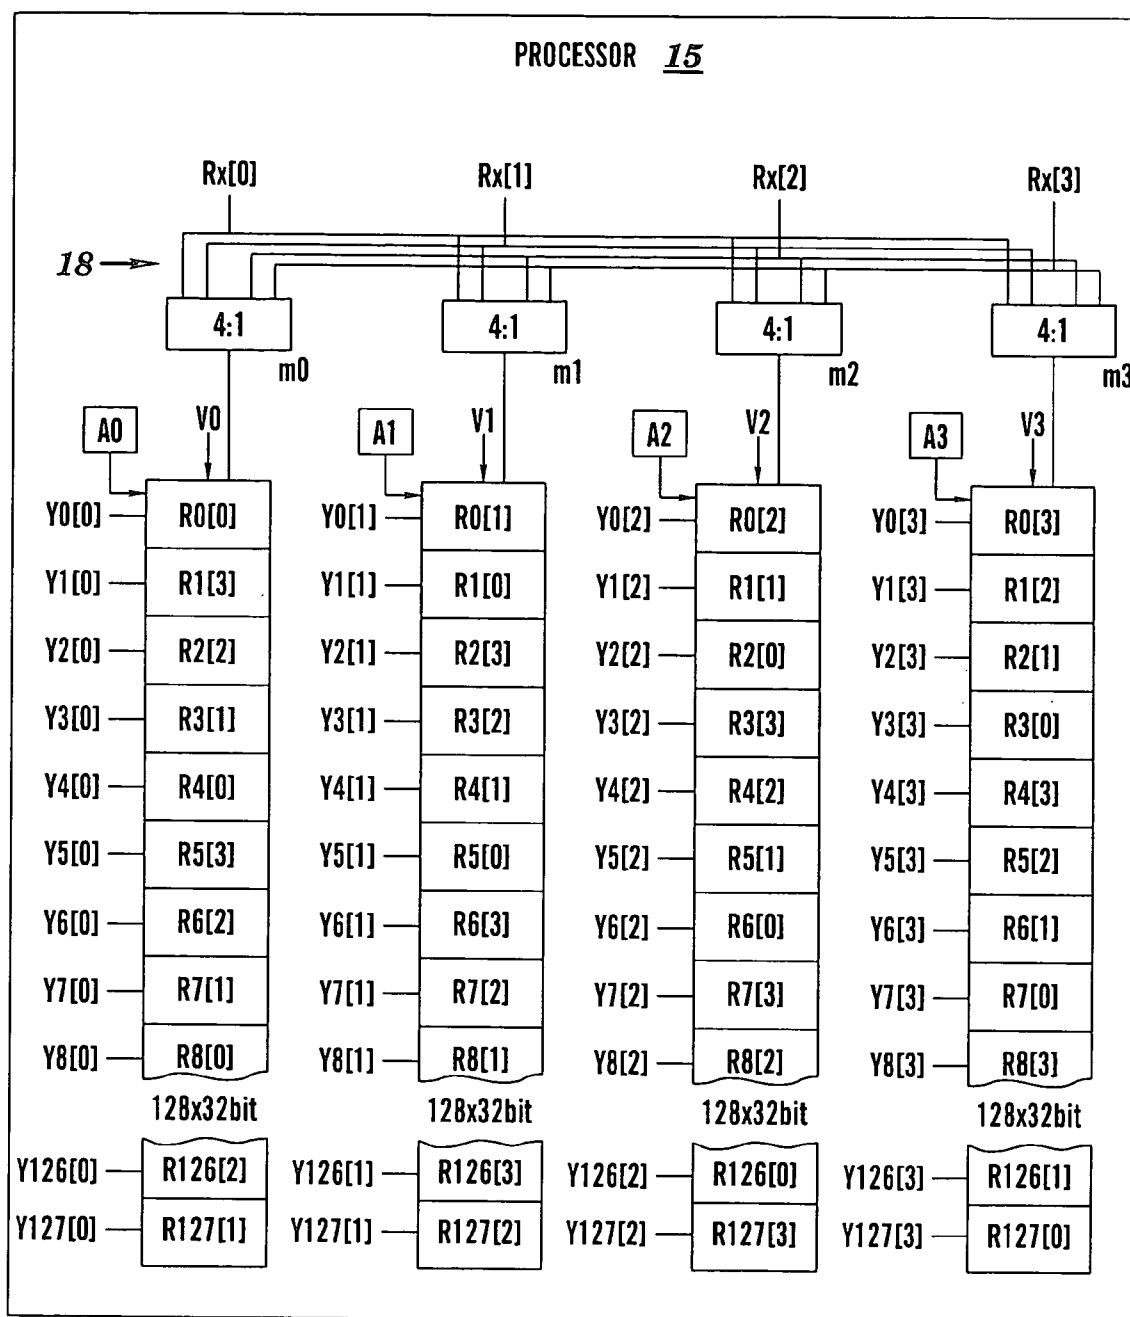 PROCESSOR 15
Rx[0] Rx[1] Rx[2] Rx[3]
18
4:1 4:1 4:1 4:1
m0 m1 m2 m3
A0 V0 A1 V1 A2 V2 A3 V3
Y0[0] R0[0] Y0[1] R0[1] Y0[2] R0[2] Y0[3] R0[3]
Y1[0] R1[3] Y1[1] R1[0] Y1[2] R1[1] Y1[3] R1[2]
Y2[0] R2[2] Y2[1] R2[3] Y2[2] R2[0] Y2[3] R2[1]
Y3[0] R3[1] Y3[1] R3[2] Y3[2] R3[3] Y3[3] R3[0]
Y4[0] R4[0] Y4[1] R4[1] Y4[2] R4[2] Y4[3] R4[3]
Y5[0] R5[3] Y5[1] R5[0] Y5[2] R5[1] Y5[3] R5[2]
Y6[0] R6[2] Y6[1] R6[3] Y6[2] R6[0] Y6[3] R6[1]
Y7[0] R7[1] Y7[1] R7[2] Y7[2] R7[3] Y7[3] R7[0]
Y8[0] R8[0] Y8[1] R8[1] Y8[2] R8[2] Y8[3] R8[3]
128x32bit 128x32bit 128x32bit 128x32bit
Y126[0] R126[2] Y126[1] R126[3] Y126[2] R126[0] Y126[3] R126[1]
Y127[0] R127[1] Y127[1] R127[2] Y127[2] R127[3] Y127[3] R127[0]